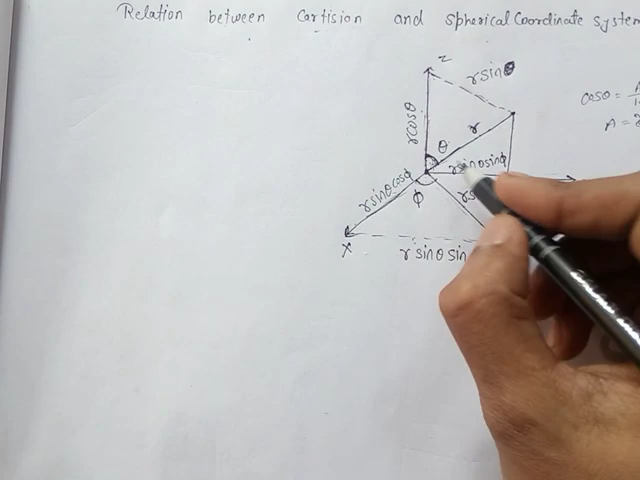 Relation between Cartision and spherical Coordinate system
Z
r sinθ
cosθ =
r cosθ
r
θ
A =
r sinθ sinφ
r sinθ cosφ
φ
X
r sinθ sin